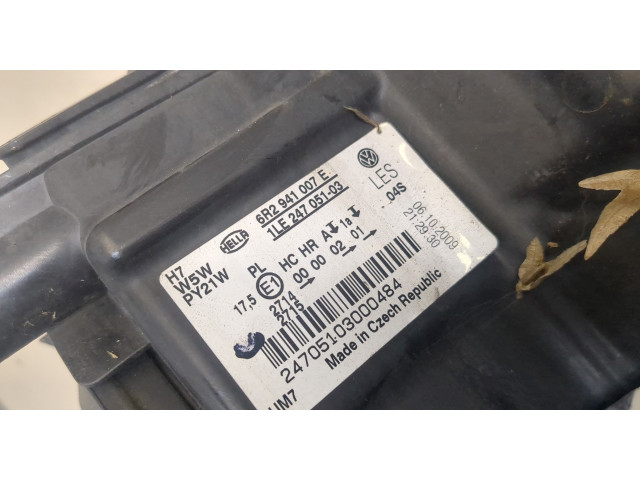 HELLA
6R2 941 007 E
1LE 247 051-03
LES
.04S
06.10.2009
21:29:30
H7
W5W
PY21W
PL
17,5
E1
HC HR A 1a
00 00 02 01
2714
2715
24705103000484
Made in Czech Republic